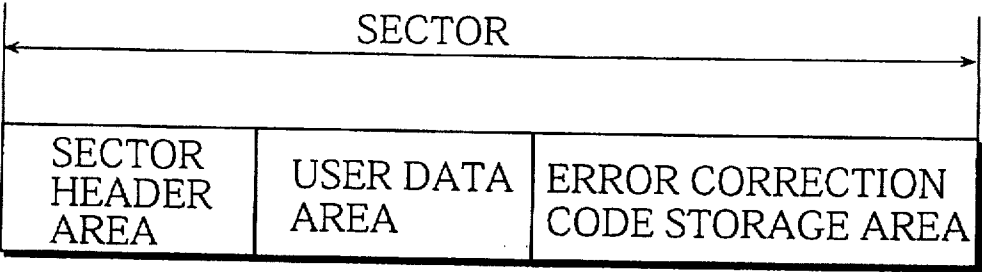 SECTOR
SECTOR
HEADER
AREA
USER DATA
AREA
ERROR CORRECTION
CODE STORAGE AREA